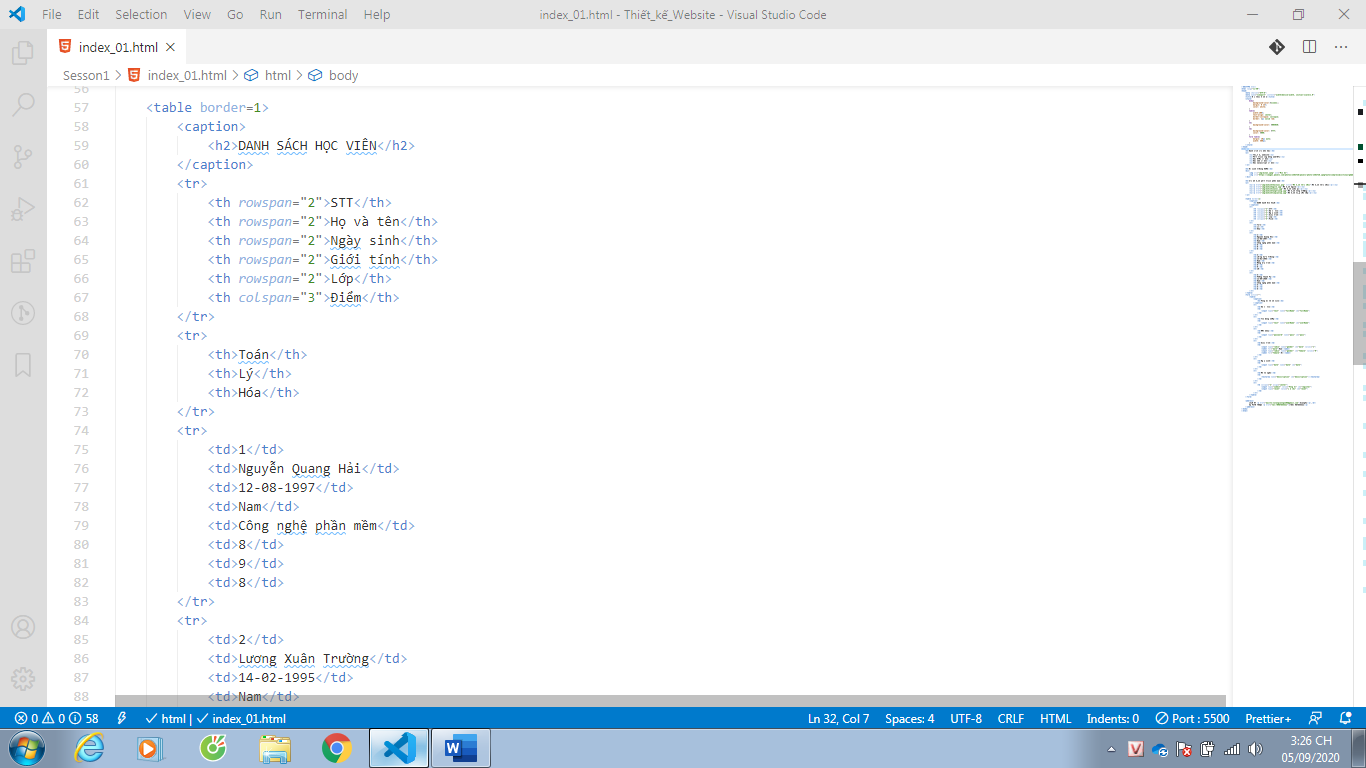 File Edit Selection View Go Run Terminal Help index_01.html - Thiết_kế_Website - Visual Studio Code
index_01.html
Sesson1 > index_01.html > html > body
56
57 <table border=1>
58 <caption>
59 <h2>DANH SÁCH HỌC VIÊN</h2>
60 </caption>
61 <tr>
62 <th rowspan="2">STT</th>
63 <th rowspan="2">Họ và tên</th>
64 <th rowspan="2">Ngày sinh</th>
65 <th rowspan="2">Giới tính</th>
66 <th rowspan="2">Lớp</th>
67 <th colspan="3">Điểm</th>
68 </tr>
69 <tr>
70 <th>Toán</th>
71 <th>Lý</th>
72 <th>Hóa</th>
73 </tr>
74 <tr>
75 <td>1</td>
76 <td>Nguyễn Quang Hải</td>
77 <td>12-08-1997</td>
78 <td>Nam</td>
79 <td>Công nghệ phần mềm</td>
80 <td>8</td>
81 <td>9</td>
82 <td>8</td>
83 </tr>
84 <tr>
85 <td>2</td>
86 <td>Lương Xuân Trường</td>
87 <td>14-02-1995</td>
88 <td>Nam</td>
0 0 58 html | index_01.html Ln 32, Col 7 Spaces: 4 UTF-8 CRLF HTML Indents: 0 Port : 5500 Prettier+
3:26 CH
05/09/2020